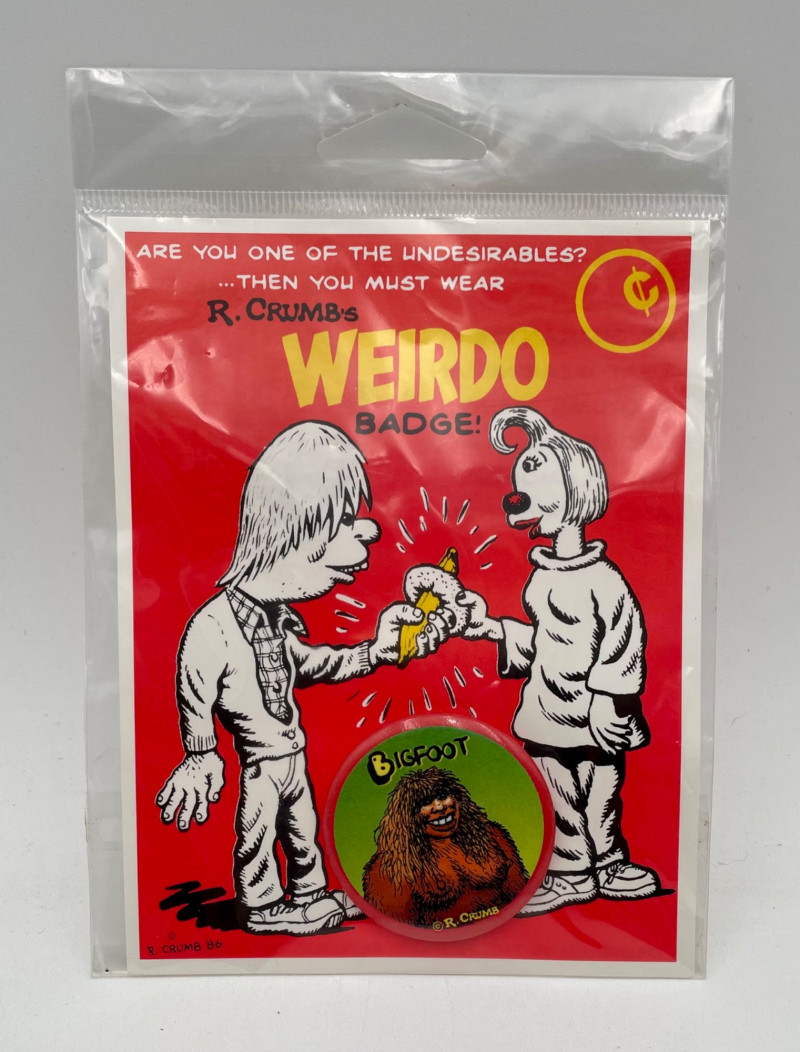 ARE YOU ONE OF THE UNDESIRABLES?
...THEN YOU MUST WEAR
¢
R. CRUMB'S
WEIRDO
BADGE!
BIGFOOT
© R. CRUMB
©
R. CRUMB '86